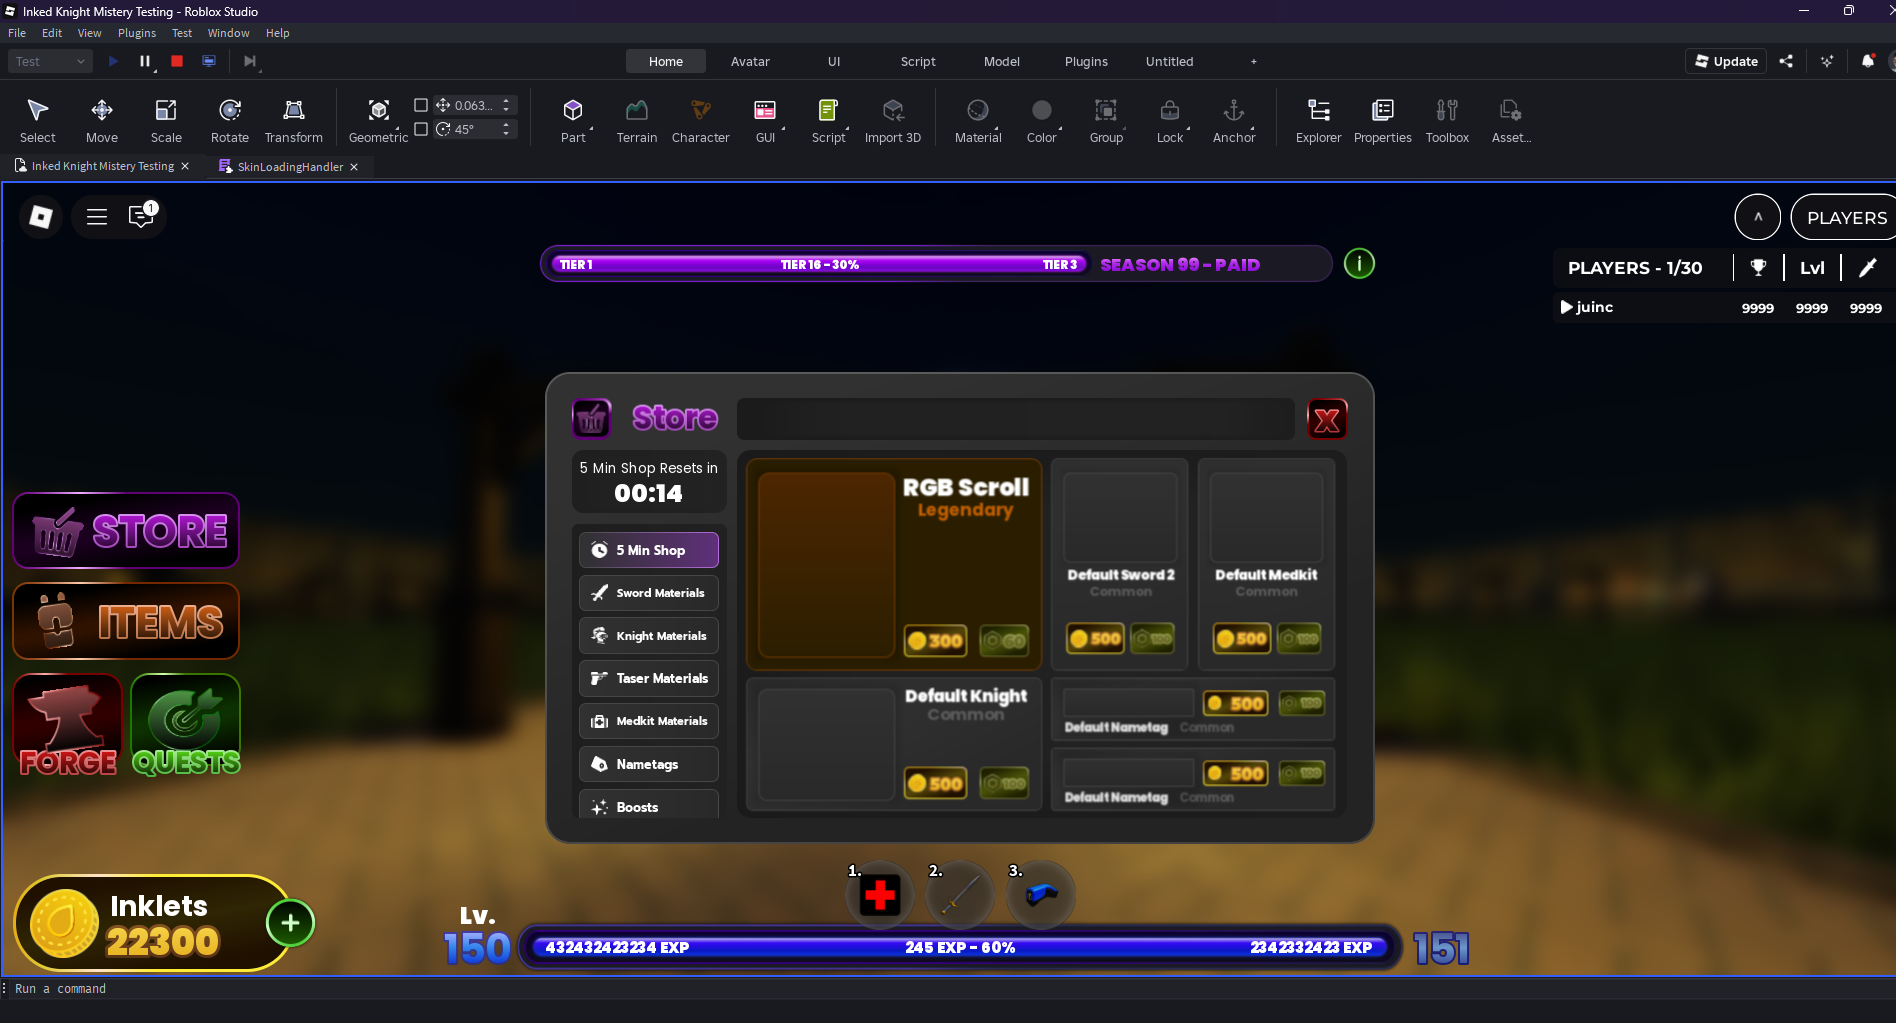 Inked Knight Mistery Testing - Roblox Studio
File Edit View Plugins Test Window Help
Test
Home Avatar UI Script Model Plugins Untitled +
Update
0.063...
45°
Select Move Scale Rotate Transform Geometric Part Terrain Character GUI Script Import 3D Material Color Group Lock Anchor Explorer Properties Toolbox Asset...
Inked Knight Mistery Testing × SkinLoadingHandler ×
1
^ PLAYERS
TIER 1 TIER 16 - 30% TIER 3 SEASON 99 - PAID i
PLAYERS - 1/30 Lvl
juinc 9999 9999 9999
Store X
5 Min Shop Resets in
00:14
5 Min Shop
Sword Materials
Knight Materials
Taser Materials
Medkit Materials
Nametags
Boosts
RGB Scroll
Legendary
300 60
Default Sword 2
Common
500 100
Default Medkit
Common
500 100
Default Knight
Common
500 100
500 100
Default Nametag Common
500 100
Default Nametag Common
STORE
ITEMS
FORGE QUESTS
Inklets
22300
+
1. 2. 3.
Lv.
150 432432423234 EXP 245 EXP - 60% 2342332423 EXP 151
Run a command